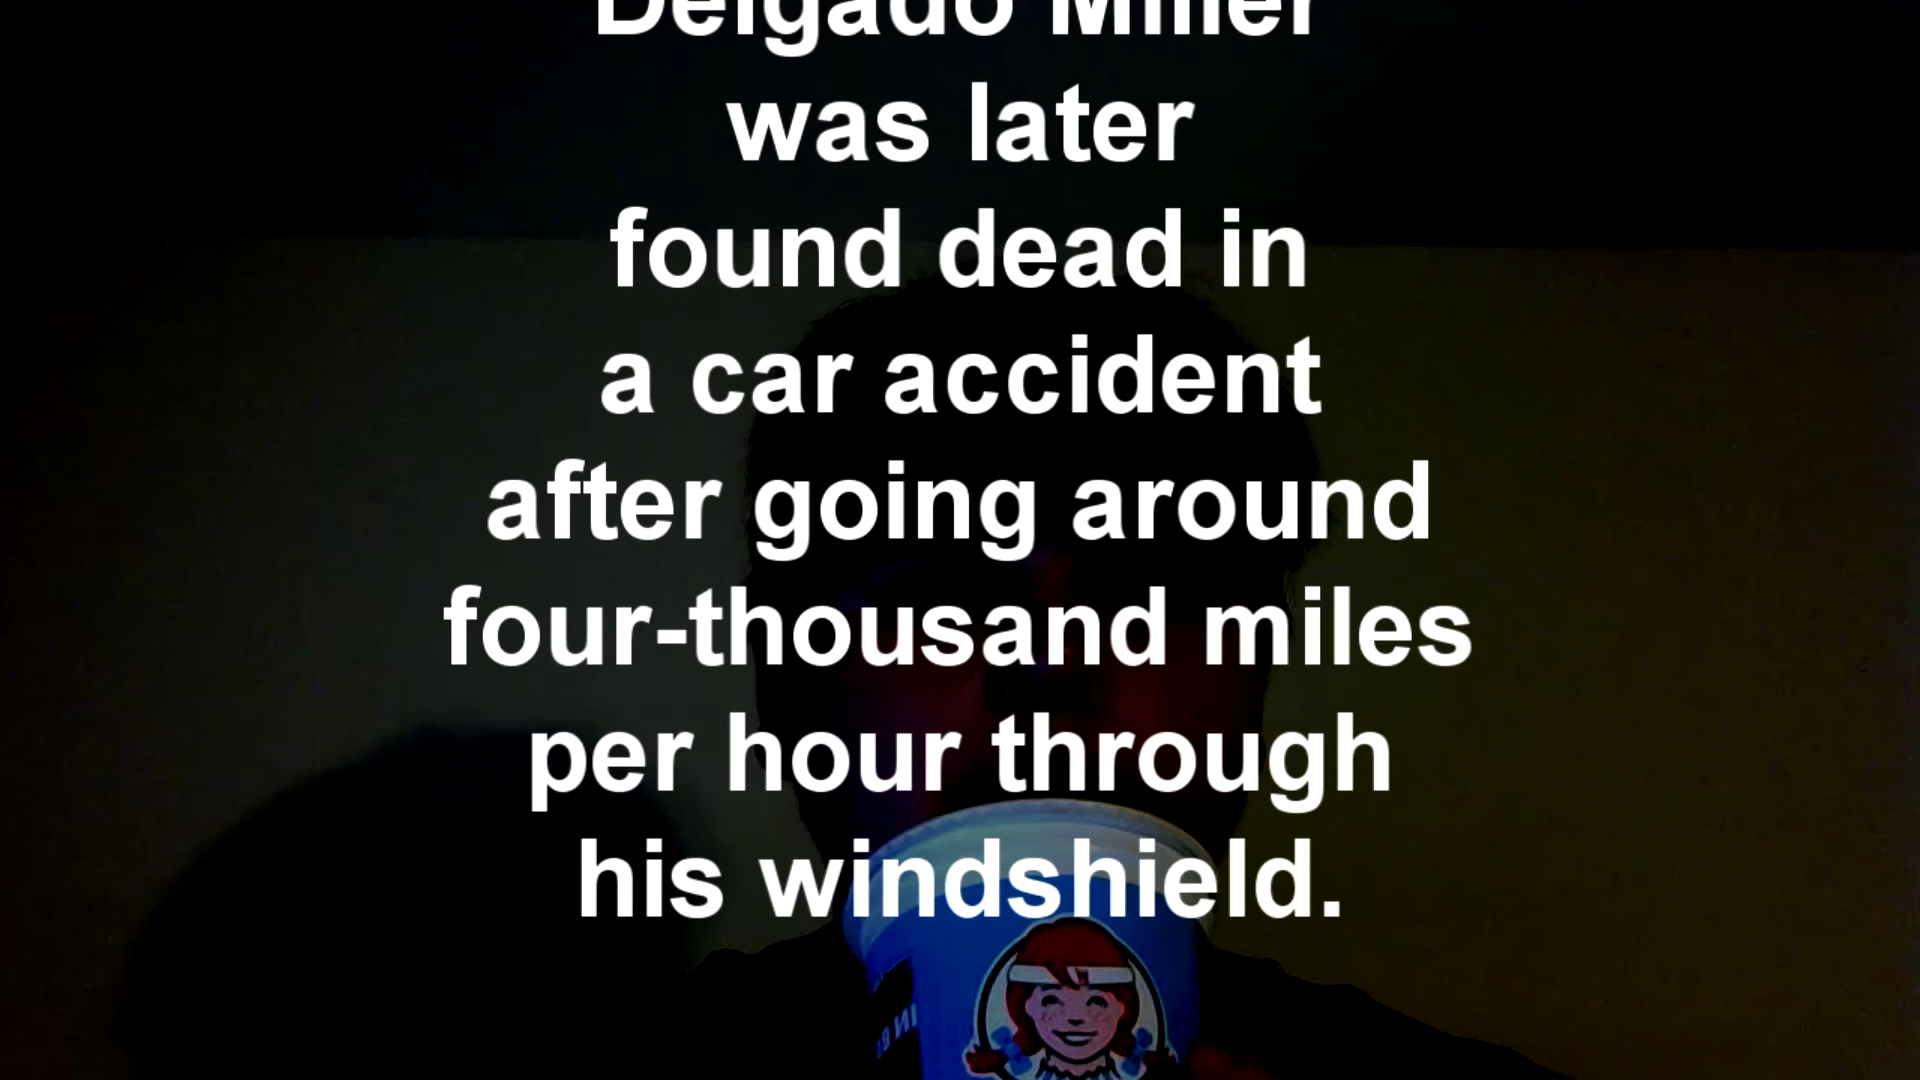 Delgado Miller
was later
found dead in
a car accident
after going around
four-thousand miles
per hour through
his windshield.